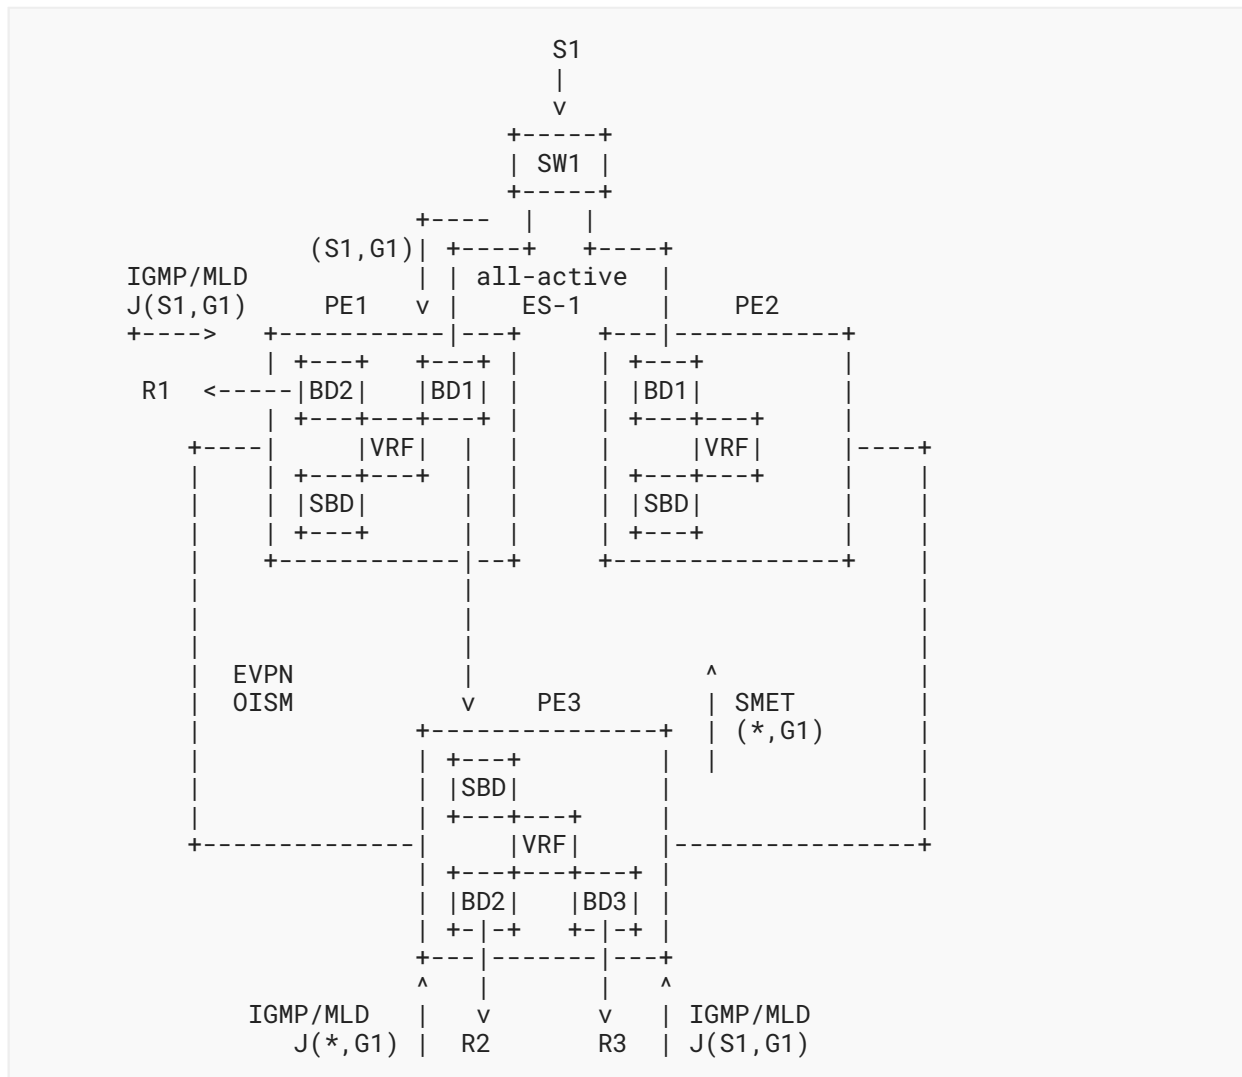 S1
SW1
(S1,G1)
IGMP/MLD all-active
J(S1,G1) PE1 v ES-1 PE2
BD2 BD1 BD1
R1
VRF VRF
SBD SBD
EVPN
OISM v PE3 SMET
(*,G1)
SBD
VRF
BD2 BD3
IGMP/MLD v v IGMP/MLD
J(*,G1) R2 R3 J(S1,G1)